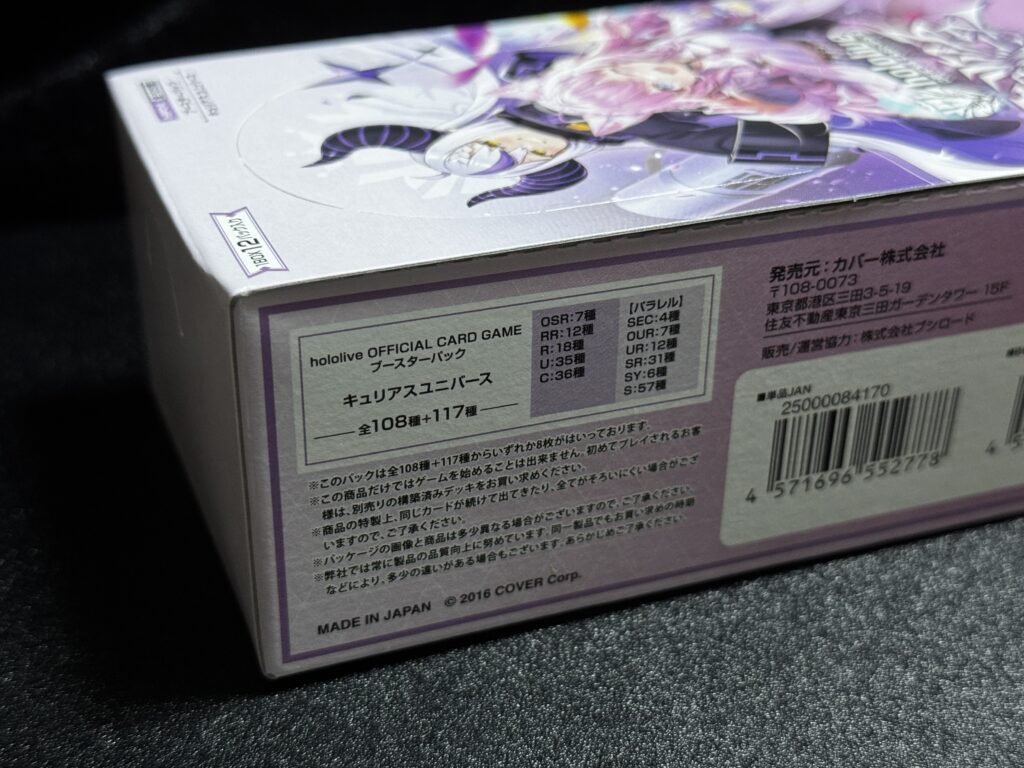 1BOX 12パック入り
hololive OFFICIAL CARD GAME
ブースターパック
キュリアスユニバース
全108種+117種
OSR:7種
RR:12種
R:18種
U:35種
C:36種
【パラレル】
SEC:4種
OUR:7種
UR:12種
SR:31種
SY:6種
S:57種
※このパックは全108種+117種からいずれか8枚がはいっております。
※この商品だけではゲームを始めることは出来ません。初めてプレイされるお客
様は、別売りの構築済みデッキをお買い求めください。
※商品の特製上、同じカードが続けて出てきたり、全てがそろいにくい場合がござ
いますので、ご了承ください。
※パッケージの画像と商品は多少異なる場合がございますので、ご了承ください。
※弊社では常に製品の品質向上に努めています。同一製品でもお買い求めの時期
などにより、多少の違いがある場合もございます。あらかじめご了承ください。
MADE IN JAPAN © 2016 COVER Corp.
発売元:カバー株式会社
〒108-0073
東京都港区三田3-5-19
住友不動産東京三田ガーデンタワー 15F
販売/運営協力:株式会社ブシロード
■単品JAN
25000084170
4 571696 552778